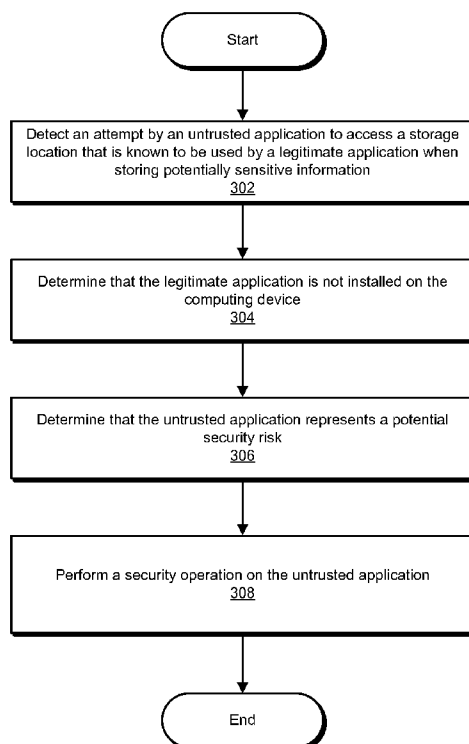 Start
Detect an attempt by an untrusted application to access a storage
location that is known to be used by a legitimate application when
storing potentially sensitive information
302
Determine that the legitimate application is not installed on the
computing device
304
Determine that the untrusted application represents a potential
security risk
306
Perform a security operation on the untrusted application
308
End